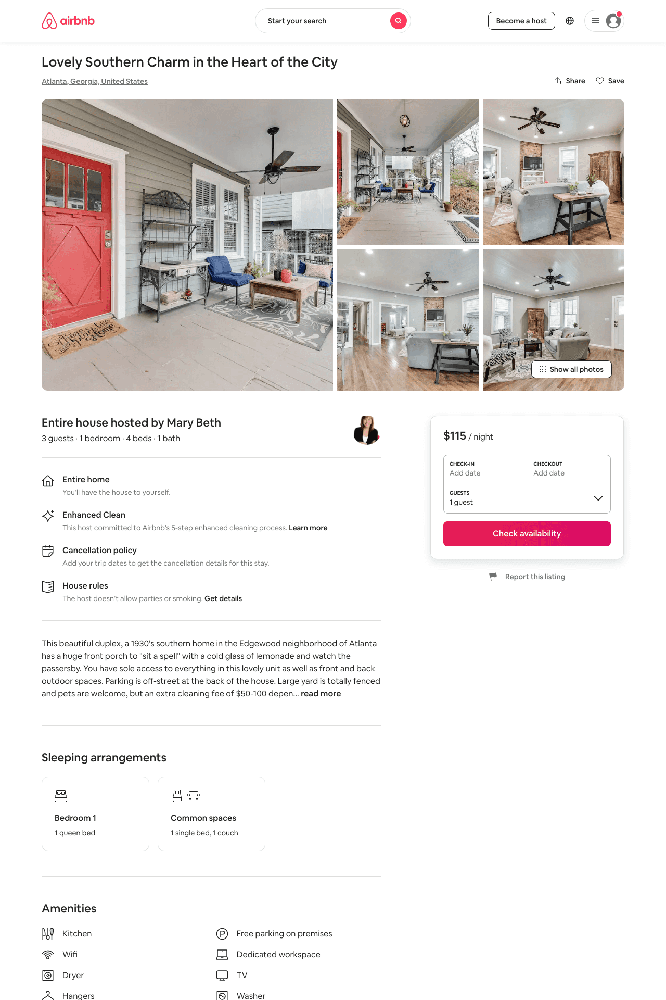 airbnb
Start your search
Become a host
Lovely Southern Charm in the Heart of the City
Atlanta, Georgia, United States
Share
Save
Show all photos
Entire house hosted by Mary Beth
3 guests · 1 bedroom · 4 beds · 1 bath
$115 / night
CHECK-IN
Add date
CHECKOUT
Add date
GUESTS
1 guest
Check availability
Report this listing
Entire home
You'll have the house to yourself.
Enhanced Clean
This host committed to Airbnb's 5-step enhanced cleaning process. Learn more
Cancellation policy
Add your trip dates to get the cancellation details for this stay.
House rules
The host doesn't allow parties or smoking. Get details
This beautiful duplex, a 1930's southern home in the Edgewood neighborhood of Atlanta
has a huge front porch to "sit a spell" with a cold glass of lemonade and watch the
passersby. You have sole access to everything in this lovely unit as well as front and back
outdoor spaces. Parking is off-street at the back of the house. Large yard is totally fenced
and pets are welcome, but an extra cleaning fee of $50-100 depen... read more
Sleeping arrangements
Bedroom 1
1 queen bed
Common spaces
1 single bed, 1 couch
Amenities
Kitchen
Free parking on premises
Wifi
Dedicated workspace
Dryer
TV
Hangers
Washer